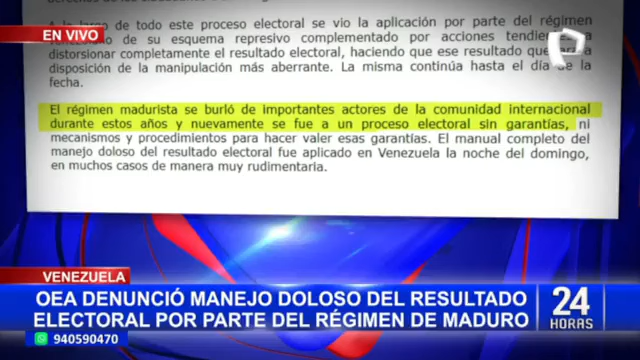 EN VIVO
A lo largo de todo este proceso electoral se vio la aplicación por parte del régimen
de su esquema represivo complementado por acciones
distorsionar completamente el resultado electoral, haciendo que ese resultado
disposición de la manipulación más aberrante. La misma continúa hasta el día de la
fecha.
El régimen madurista se burló de importantes actores de la comunidad internacional
durante estos años y nuevamente se fue a un proceso electoral sin garantías, ni
mecanismos y procedimientos para hacer valer esas garantías. El manual completo del
manejo doloso del resultado electoral fue aplicado en Venezuela la noche del domingo,
en muchos casos de manera muy rudimentaria.
VENEZUELA
OEA DENUNCIÓ MANEJO DOLOSO DEL RESULTADO
ELECTORAL POR PARTE DEL RÉGIMEN DE MADURO
24
HORAS
940590470